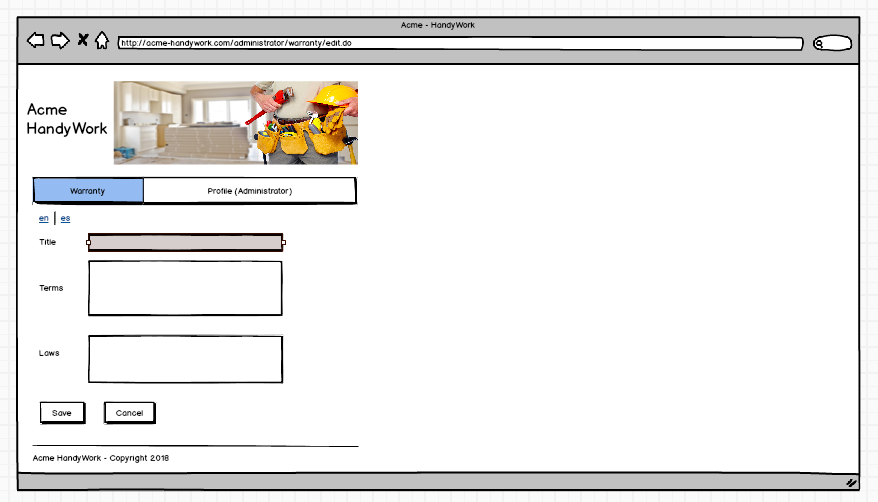 Acme - HandyWork
http://acme-handywork.com/administrator/warranty/edit.do
Acme
HandyWork
Warranty Profile (Administrator)
en | es
Title
Terms
Laws
Save Cancel
Acme HandyWork - Copyright 2018